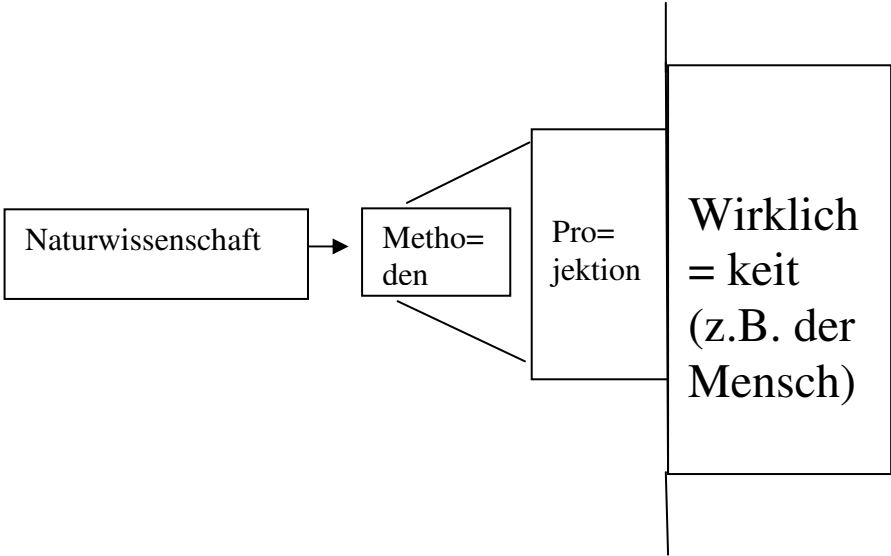 Naturwissenschaft
Metho=
den
Pro=
jektion
Wirklich
= keit
(z.B. der
Mensch)